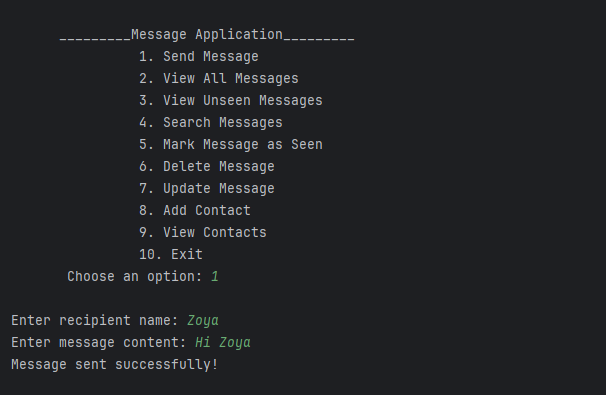 _________Message Application_________
1. Send Message
2. View All Messages
3. View Unseen Messages
4. Search Messages
5. Mark Message as Seen
6. Delete Message
7. Update Message
8. Add Contact
9. View Contacts
10. Exit
Choose an option: 1
Enter recipient name: Zoya
Enter message content: Hi Zoya
Message sent successfully!